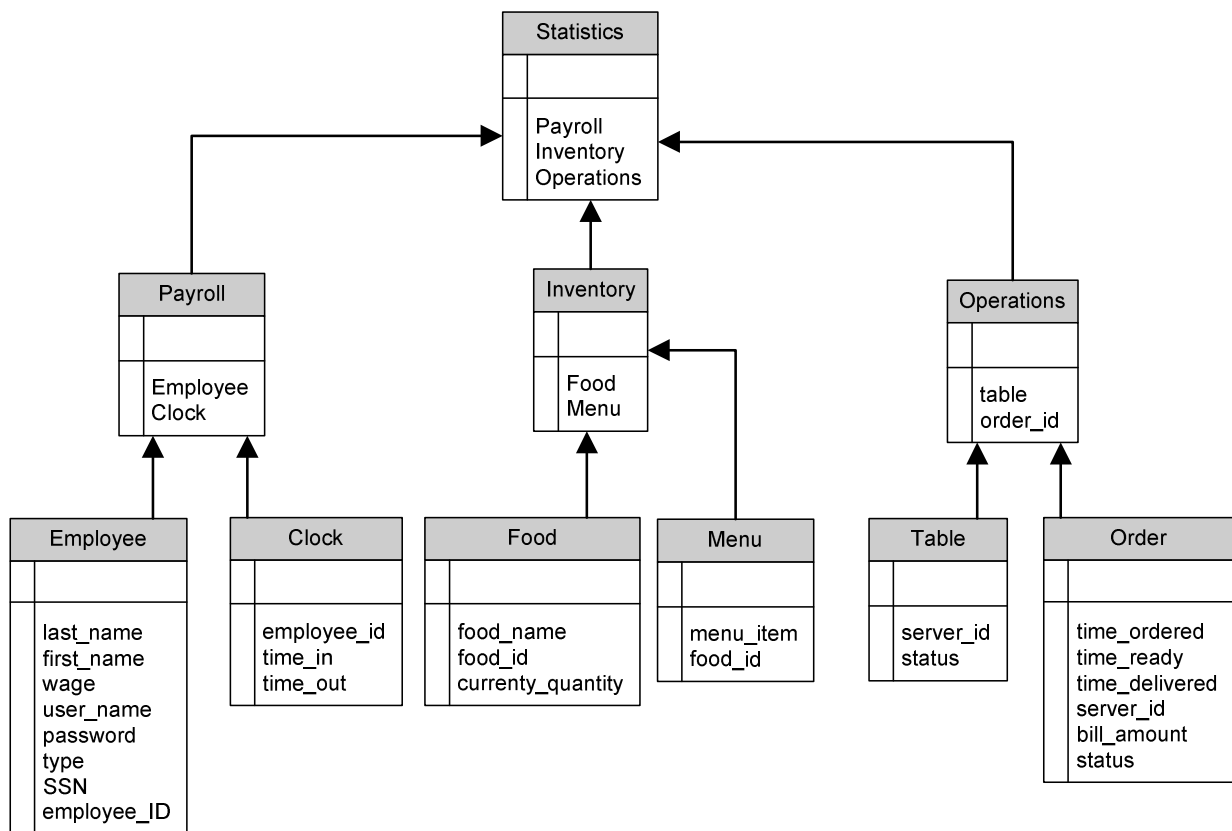 Statistics
Payroll
Inventory
Operations
Payroll
Employee
Clock
Inventory
Food
Menu
Operations
table
order_id
Employee
last_name
first_name
wage
user_name
password
type
SSN
employee_ID
Clock
employee_id
time_in
time_out
Food
food_name
food_id
currenty_quantity
Menu
menu_item
food_id
Table
server_id
status
Order
time_ordered
time_ready
time_delivered
server_id
bill_amount
status